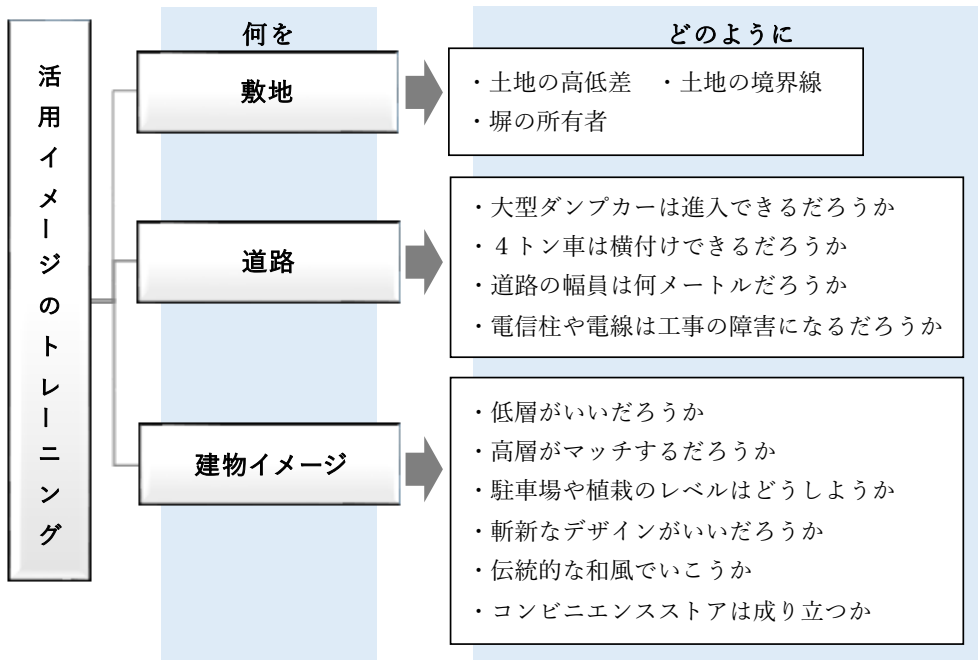 活用イメージのトレーニング
何を
どのように
敷地
・土地の高低差　・土地の境界線
・塀の所有者
道路
・大型ダンプカーは進入できるだろうか
・４トン車は横付けできるだろうか
・道路の幅員は何メートルだろうか
・電信柱や電線は工事の障害になるだろうか
建物イメージ
・低層がいいだろうか
・高層がマッチするだろうか
・駐車場や植栽のレベルはどうしようか
・斬新なデザインがいいだろうか
・伝統的な和風でいこうか
・コンビニエンスストアは成り立つか